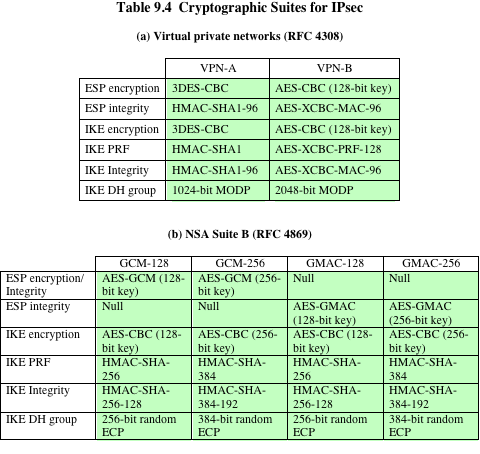 Table 9.4 Cryptographic Suites for IPsec
(a) Virtual private networks (RFC 4308)
VPN-A VPN-B
ESP encryption 3DES-CBC AES-CBC (128-bit key)
ESP integrity HMAC-SHA1-96 AES-XCBC-MAC-96
IKE encryption 3DES-CBC AES-CBC (128-bit key)
IKE PRF HMAC-SHA1 AES-XCBC-PRF-128
IKE Integrity HMAC-SHA1-96 AES-XCBC-MAC-96
IKE DH group 1024-bit MODP 2048-bit MODP
(b) NSA Suite B (RFC 4869)
GCM-128 GCM-256 GMAC-128 GMAC-256
ESP encryption/ AES-GCM (128- AES-GCM (256- Null Null
Integrity bit key) bit key)
ESP integrity Null Null AES-GMAC AES-GMAC
(128-bit key) (256-bit key)
IKE encryption AES-CBC (128- AES-CBC (256- AES-CBC (128- AES-CBC (256-
bit key) bit key) bit key) bit key)
IKE PRF HMAC-SHA- HMAC-SHA- HMAC-SHA- HMAC-SHA-
256 384 256 384
IKE Integrity HMAC-SHA- HMAC-SHA- HMAC-SHA- HMAC-SHA-
256-128 384-192 256-128 384-192
IKE DH group 256-bit random 384-bit random 256-bit random 384-bit random
ECP ECP ECP ECP